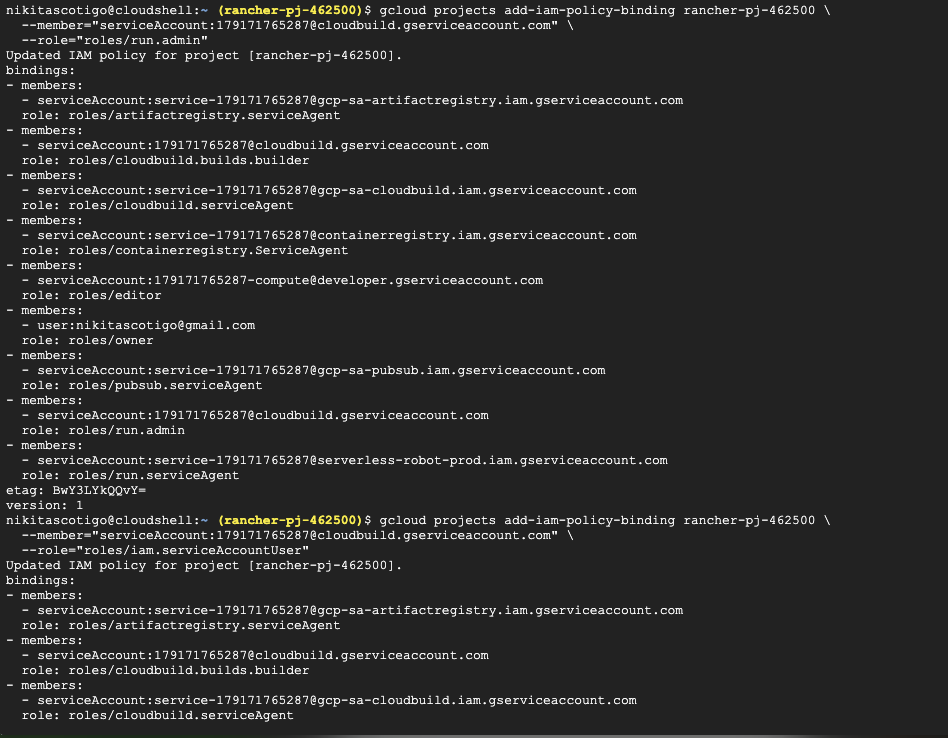 nikitascotigo@cloudshell:~ (rancher-pj-462500)$ gcloud projects add-iam-policy-binding rancher-pj-462500 \
  --member="serviceAccount:179171765287@cloudbuild.gserviceaccount.com" \
  --role="roles/run.admin"
Updated IAM policy for project [rancher-pj-462500].
bindings:
- members:
  - serviceAccount:service-179171765287@gcp-sa-artifactregistry.iam.gserviceaccount.com
  role: roles/artifactregistry.serviceAgent
- members:
  - serviceAccount:179171765287@cloudbuild.gserviceaccount.com
  role: roles/cloudbuild.builds.builder
- members:
  - serviceAccount:service-179171765287@gcp-sa-cloudbuild.iam.gserviceaccount.com
  role: roles/cloudbuild.serviceAgent
- members:
  - serviceAccount:service-179171765287@containerregistry.iam.gserviceaccount.com
  role: roles/containerregistry.ServiceAgent
- members:
  - serviceAccount:179171765287-compute@developer.gserviceaccount.com
  role: roles/editor
- members:
  - user:nikitascotigo@gmail.com
  role: roles/owner
- members:
  - serviceAccount:service-179171765287@gcp-sa-pubsub.iam.gserviceaccount.com
  role: roles/pubsub.serviceAgent
- members:
  - serviceAccount:179171765287@cloudbuild.gserviceaccount.com
  role: roles/run.admin
- members:
  - serviceAccount:service-179171765287@serverless-robot-prod.iam.gserviceaccount.com
  role: roles/run.serviceAgent
etag: BwY3LYkQQvY=
version: 1
nikitascotigo@cloudshell:~ (rancher-pj-462500)$ gcloud projects add-iam-policy-binding rancher-pj-462500 \
  --member="serviceAccount:179171765287@cloudbuild.gserviceaccount.com" \
  --role="roles/iam.serviceAccountUser"
Updated IAM policy for project [rancher-pj-462500].
bindings:
- members:
  - serviceAccount:service-179171765287@gcp-sa-artifactregistry.iam.gserviceaccount.com
  role: roles/artifactregistry.serviceAgent
- members:
  - serviceAccount:179171765287@cloudbuild.gserviceaccount.com
  role: roles/cloudbuild.builds.builder
- members:
  - serviceAccount:service-179171765287@gcp-sa-cloudbuild.iam.gserviceaccount.com
  role: roles/cloudbuild.serviceAgent